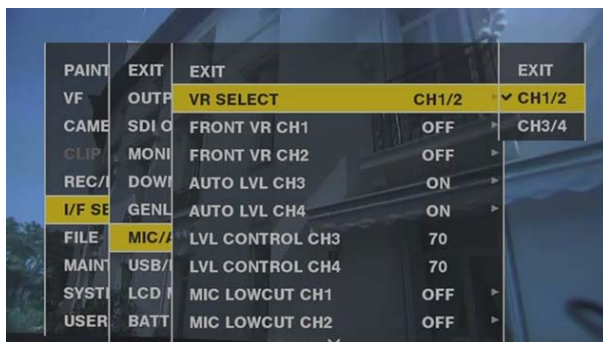 PAINT
VF
CAME
CLIP
REC/
I/F SE
FILE
MAIN
SYST
USER
EXIT
OUTP
SDI O
MONI
DOW
GENL
MIC/
USB/
LCD
BATT
EXIT
VR SELECT CH1/2
FRONT VR CH1 OFF
FRONT VR CH2 OFF
AUTO LVL CH3 ON
AUTO LVL CH4 ON
LVL CONTROL CH3 70
LVL CONTROL CH4 70
MIC LOWCUT CH1 OFF
MIC LOWCUT CH2 OFF
EXIT
CH1/2
CH3/4